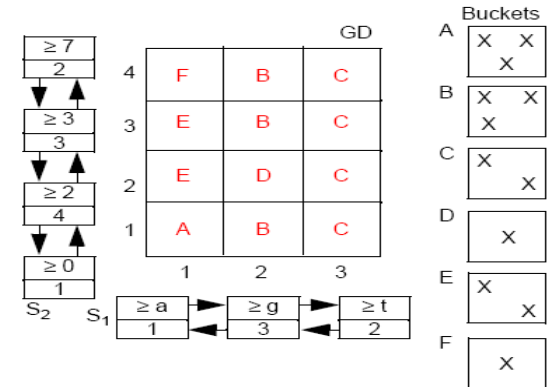 Buckets
GD
A
X X
X
≥ 7
2
4 F B C
B
X X
X
≥ 3
3
3 E B C
C
X
X
≥ 2
4
2 E D C
D
X
1 A B C
≥ 0
1
1 2 3
E
X
X
S2 S1
≥ a ≥ g ≥ t
1 3 2
F
X